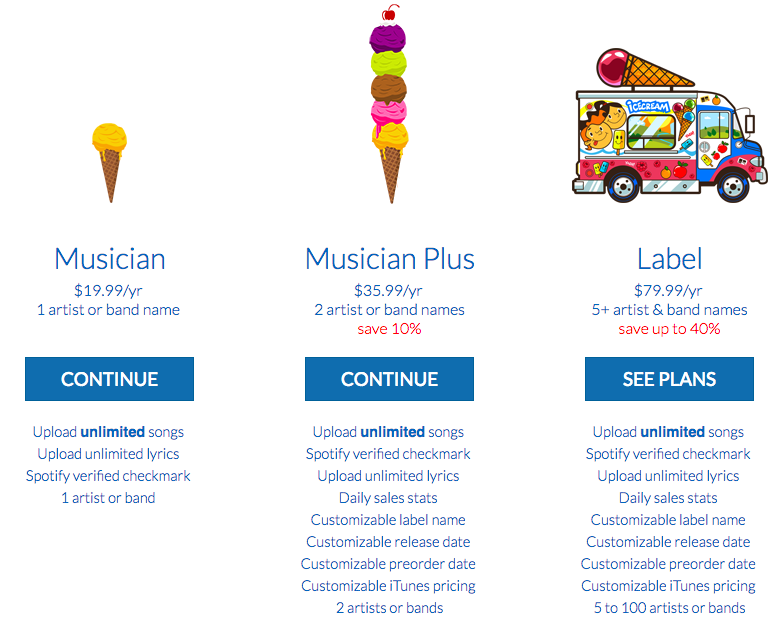 ICECREAM
Musician
$19.99/yr
1 artist or band name
CONTINUE
Upload unlimited songs
Upload unlimited lyrics
Spotify verified checkmark
1 artist or band
Musician Plus
$35.99/yr
2 artist or band names
save 10%
CONTINUE
Upload unlimited songs
Spotify verified checkmark
Upload unlimited lyrics
Daily sales stats
Customizable label name
Customizable release date
Customizable preorder date
Customizable iTunes pricing
2 artists or bands
Label
$79.99/yr
5+ artist & band names
save up to 40%
SEE PLANS
Upload unlimited songs
Spotify verified checkmark
Upload unlimited lyrics
Daily sales stats
Customizable label name
Customizable release date
Customizable preorder date
Customizable iTunes pricing
5 to 100 artists or bands